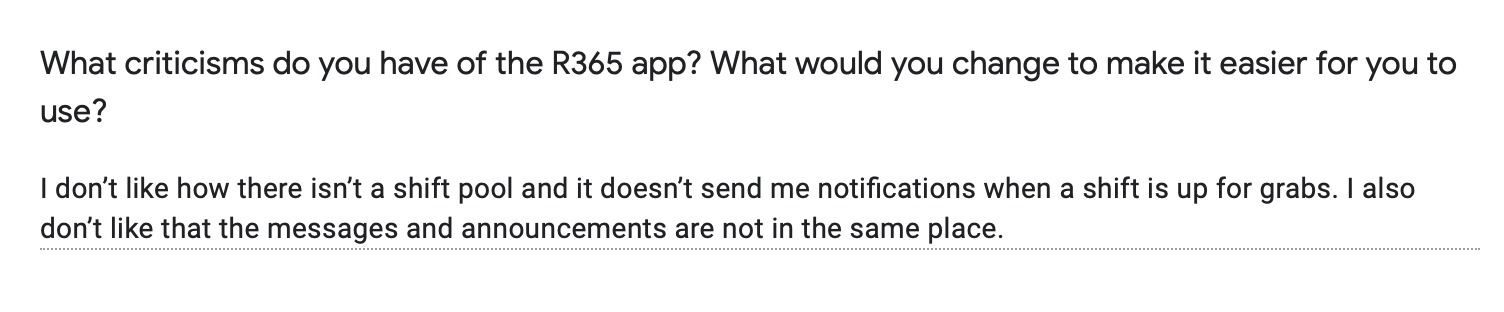 What criticisms do you have of the R365 app? What would you change to make it easier for you to
use?
I don’t like how there isn’t a shift pool and it doesn’t send me notifications when a shift is up for grabs. I also
don’t like that the messages and announcements are not in the same place.